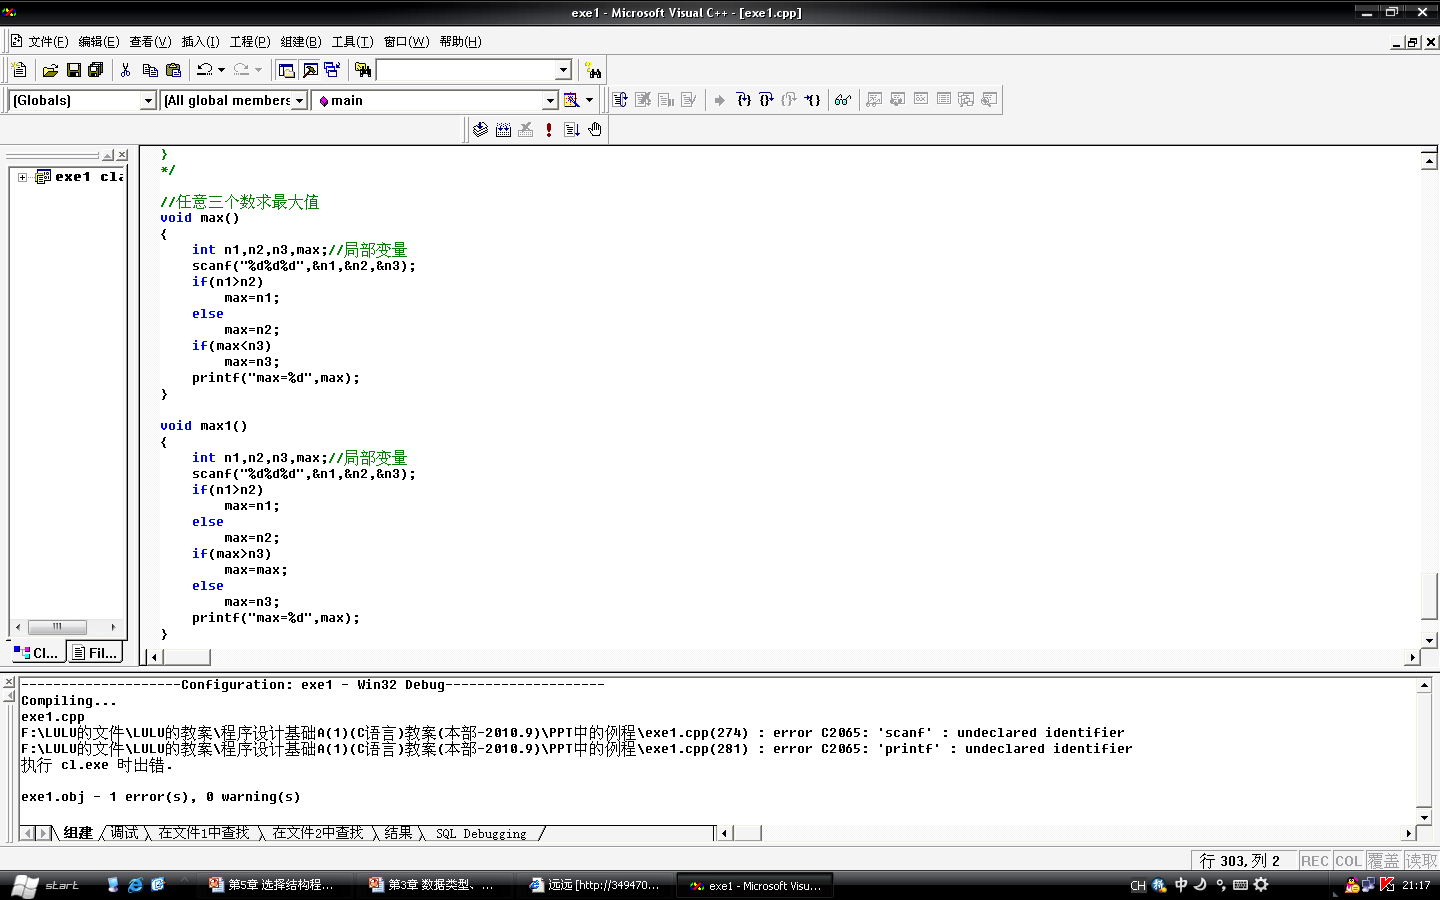 exe1 - Microsoft Visual C++ - [exe1.cpp]
文件(F) 编辑(E) 查看(V) 插入(I) 工程(P) 组建(B) 工具(T) 窗口(W) 帮助(H)
(Globals) (All global members main
exe1 cla
}
*/
//任意三个数求最大值
void max()
{
int n1,n2,n3,max;//局部变量
scanf("%d%d%d",&n1,&n2,&n3);
if(n1>n2)
max=n1;
else
max=n2;
if(max<n3)
max=n3;
printf("max=%d",max);
}
void max1()
{
int n1,n2,n3,max;//局部变量
scanf("%d%d%d",&n1,&n2,&n3);
if(n1>n2)
max=n1;
else
max=n2;
if(max>n3)
max=max;
else
max=n3;
printf("max=%d",max);
}
Cl... Fil...
--------------------Configuration: exe1 - Win32 Debug--------------------
Compiling...
exe1.cpp
F:\LULU的文件\LULU的教案\程序设计基础A(1)(C语言)教案(本部-2010.9)\PPT中的例程\exe1.cpp(274) : error C2065: 'scanf' : undeclared identifier
F:\LULU的文件\LULU的教案\程序设计基础A(1)(C语言)教案(本部-2010.9)\PPT中的例程\exe1.cpp(281) : error C2065: 'printf' : undeclared identifier
执行 cl.exe 时出错.
exe1.obj - 1 error(s), 0 warning(s)
组建 调试 在文件1中查找 在文件2中查找 结果 SQL Debugging
行 303, 列 2 REC COL 覆盖 读取
start 第5章 选择结构程... 第3章 数据类型、... 远远 [http://349470... exe1 - Microsoft Visu... CH 中 21:17